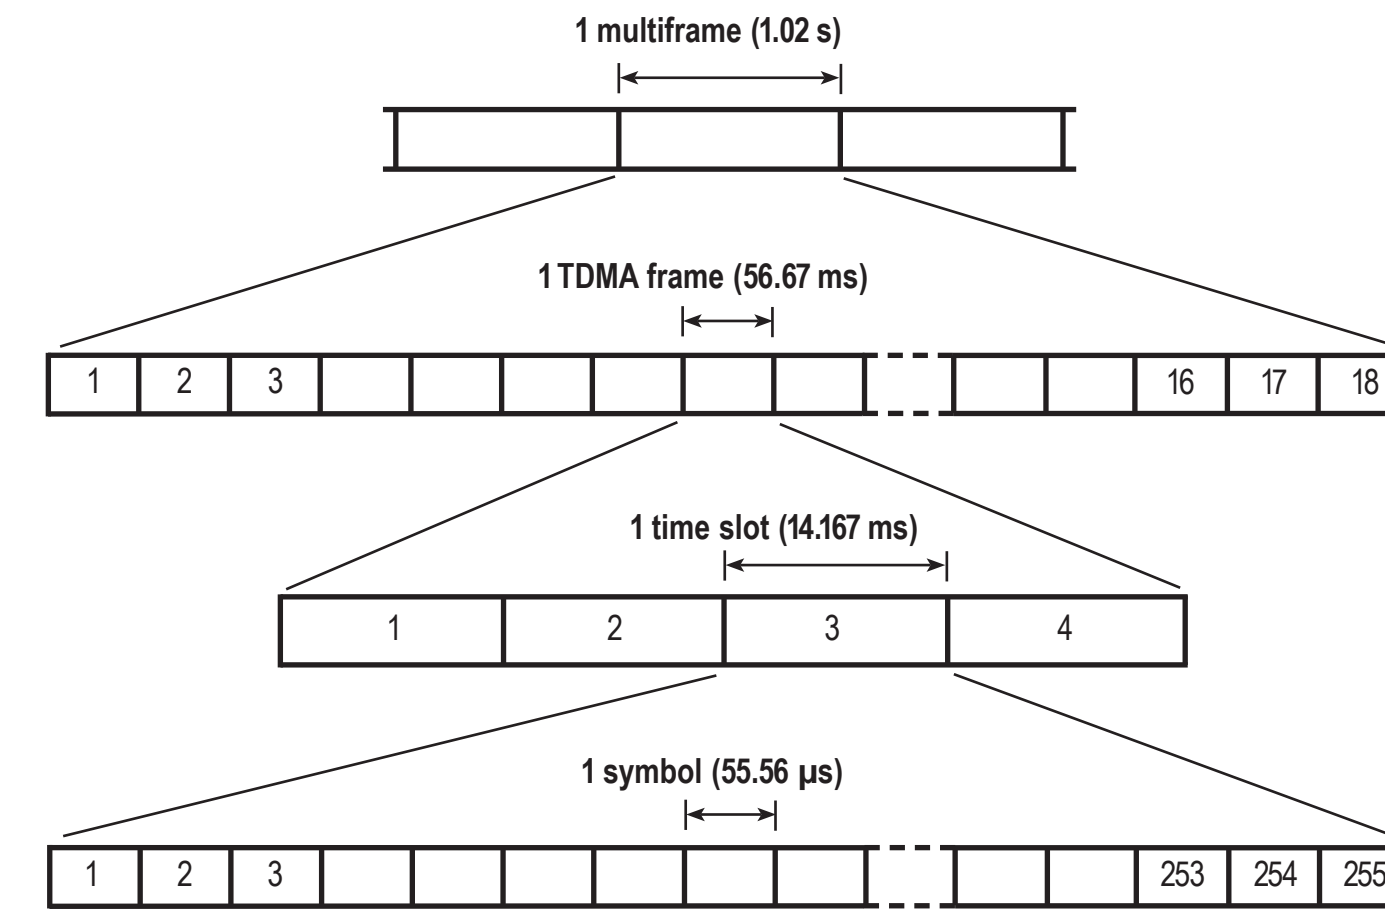 1 multiframe (1.02 s)
1 TDMA frame (56.67 ms)
1 2 3 16 17 18
1 time slot (14.167 ms)
1 2 3 4
1 symbol (55.56 µs)
1 2 3 253 254 255